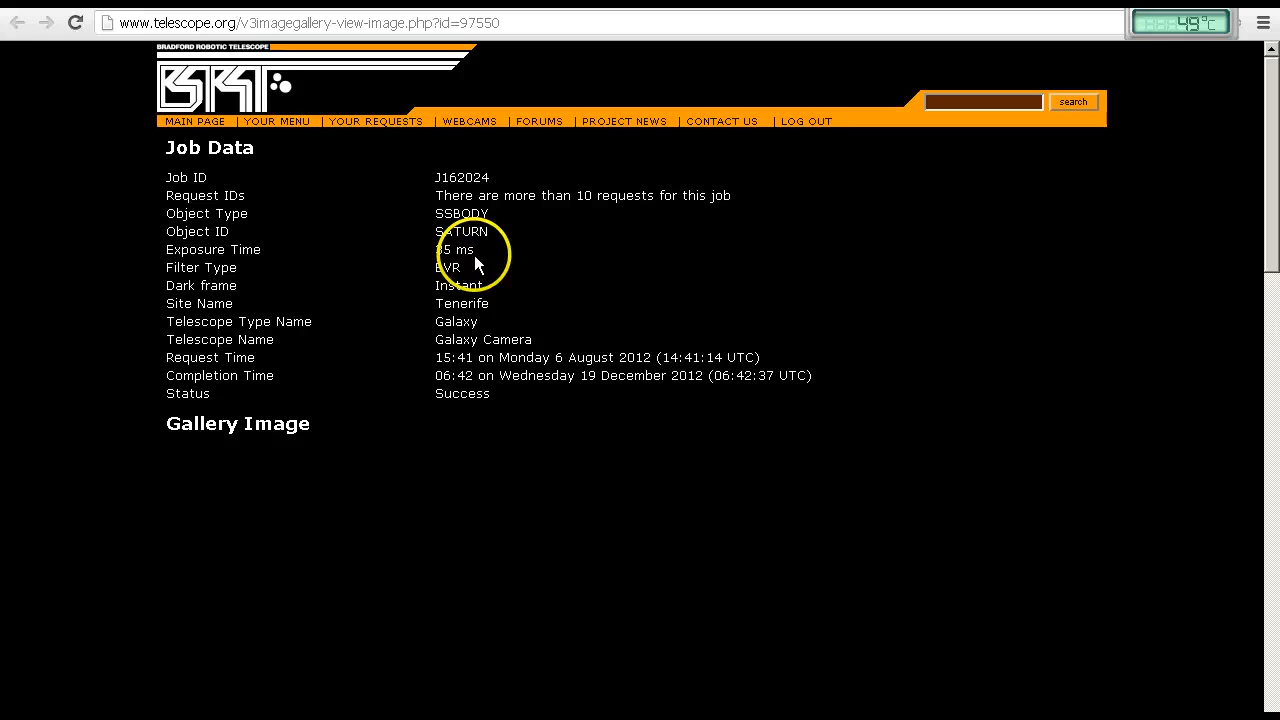 www.telescope.org/v3imagegallery-view-image.php?id=97550
49°C
BRADFORD ROBOTIC TELESCOPE
BRT
search
MAIN PAGE | YOUR MENU | YOUR REQUESTS | WEBCAMS | FORUMS | PROJECT NEWS | CONTACT US | LOG OUT
Job Data
Job ID J162024
Request IDs There are more than 10 requests for this job
Object Type SSBODY
Object ID SATURN
Exposure Time ms
Filter Type BVR
Dark frame Instant
Site Name Tenerife
Telescope Type Name Galaxy
Telescope Name Galaxy Camera
Request Time 15:41 on Monday 6 August 2012 (14:41:14 UTC)
Completion Time 06:42 on Wednesday 19 December 2012 (06:42:37 UTC)
Status Success
Gallery Image